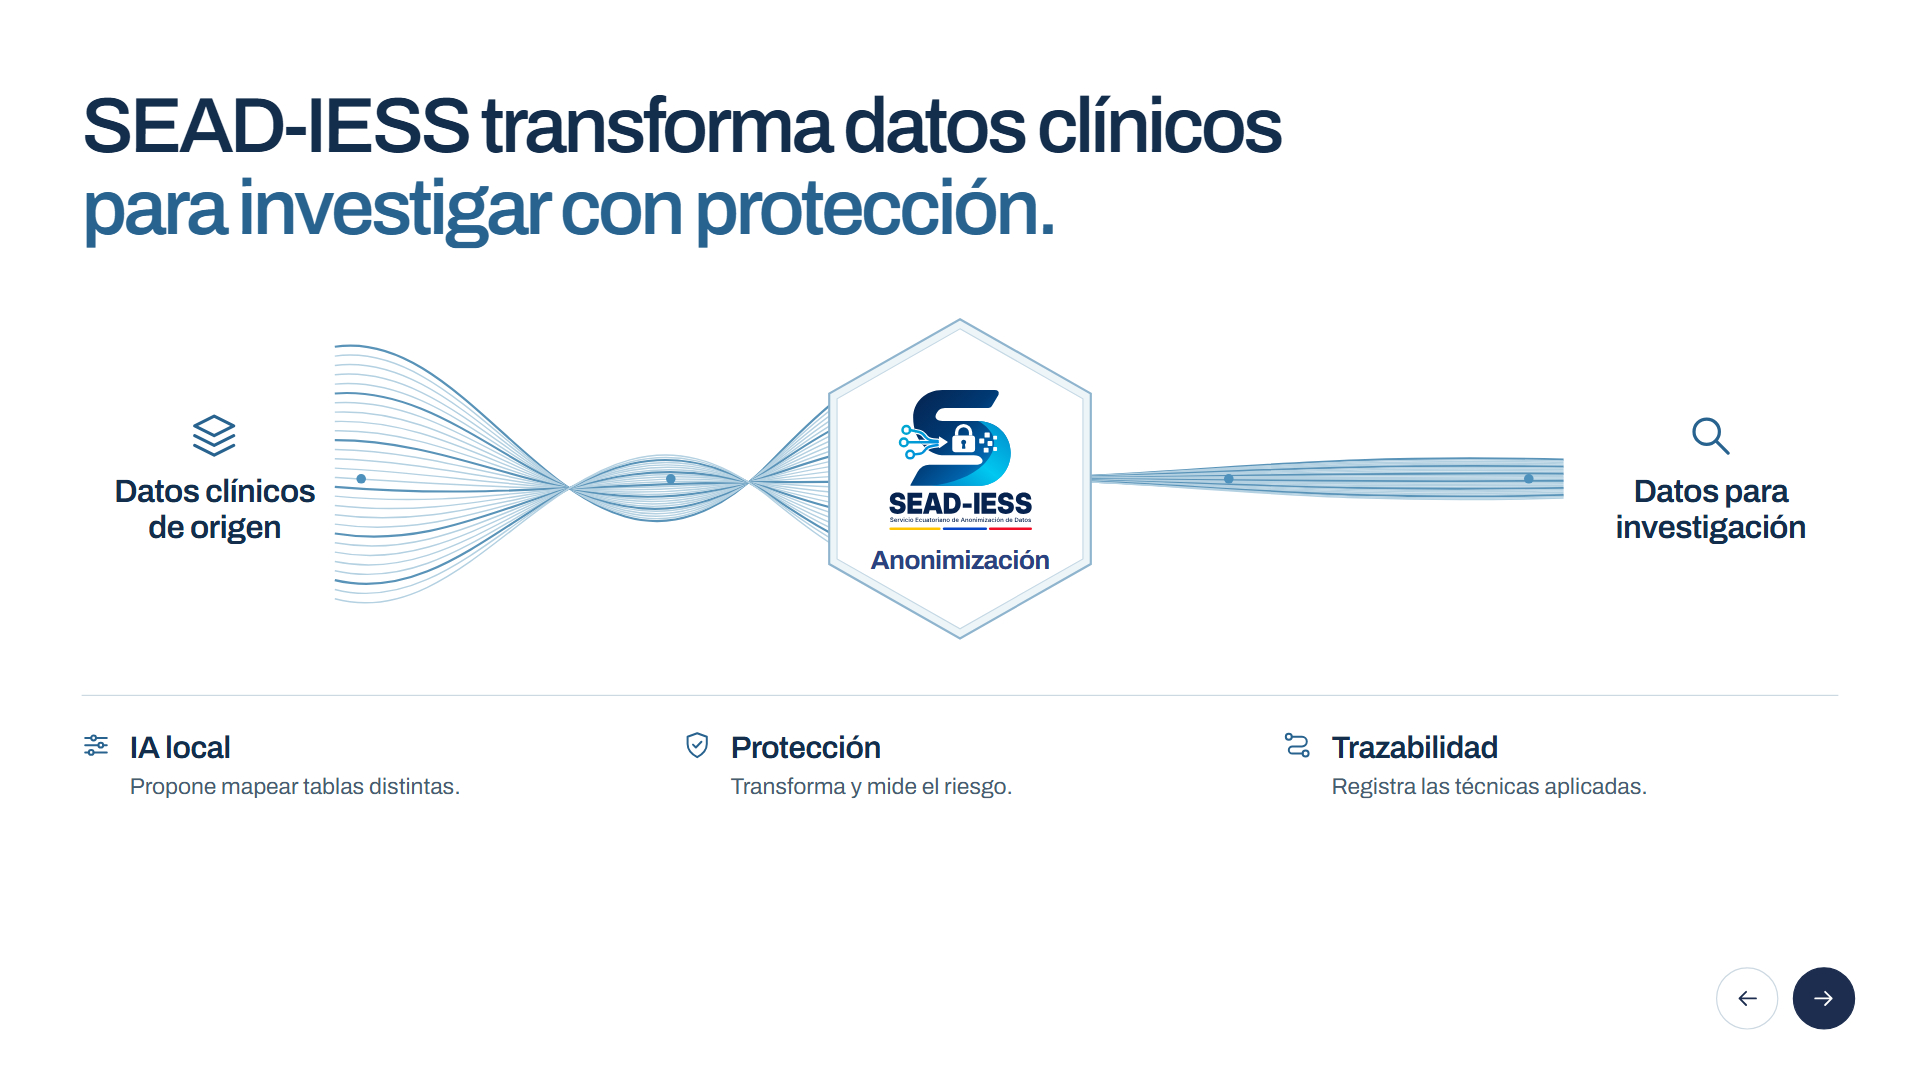 SEAD-IESS transforma datos clínicos
para investigar con protección.
Datos clínicos
de origen
SEAD-IESS
Servicio Ecuatoriano de Anonimización de Datos
Anonimización
Datos para
investigación
IA local
Propone mapear tablas distintas.
Protección
Transforma y mide el riesgo.
Trazabilidad
Registra las técnicas aplicadas.